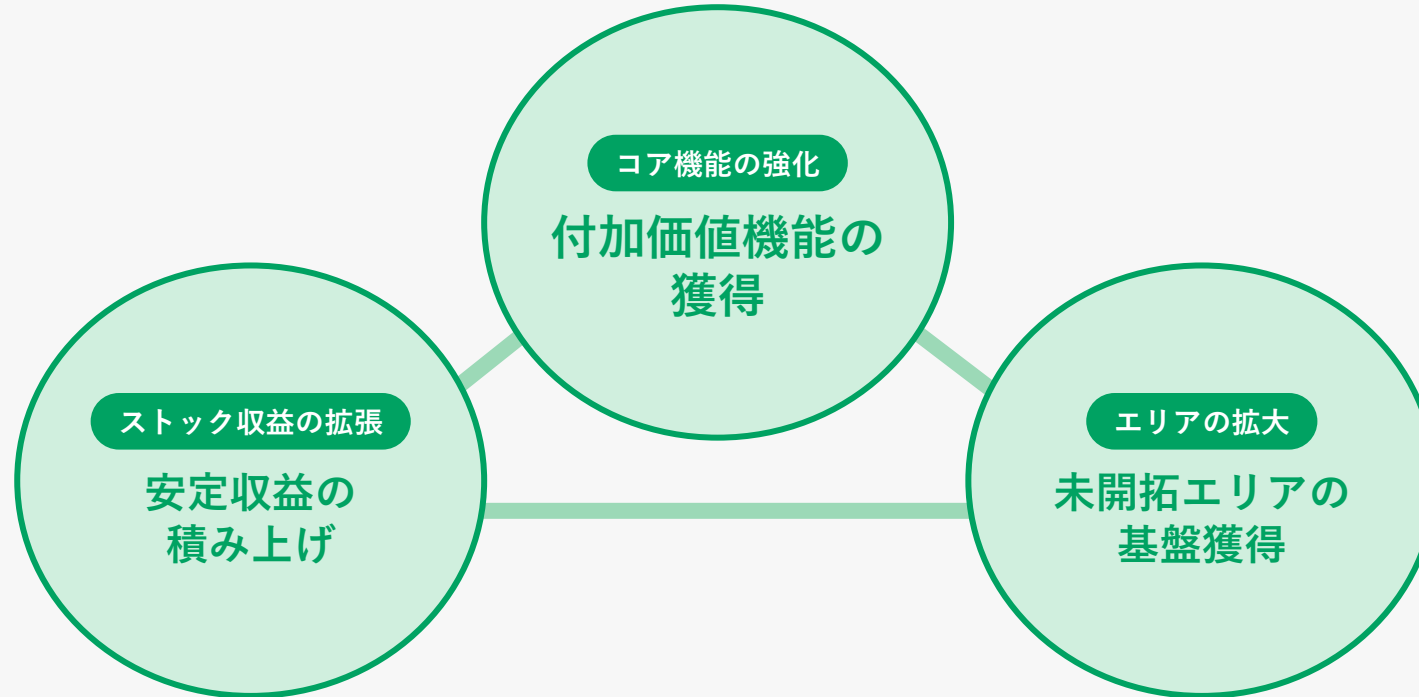 コア機能の強化
付加価値機能の
獲得
ストック収益の拡張
安定収益の
積み上げ
エリアの拡大
未開拓エリアの
基盤獲得